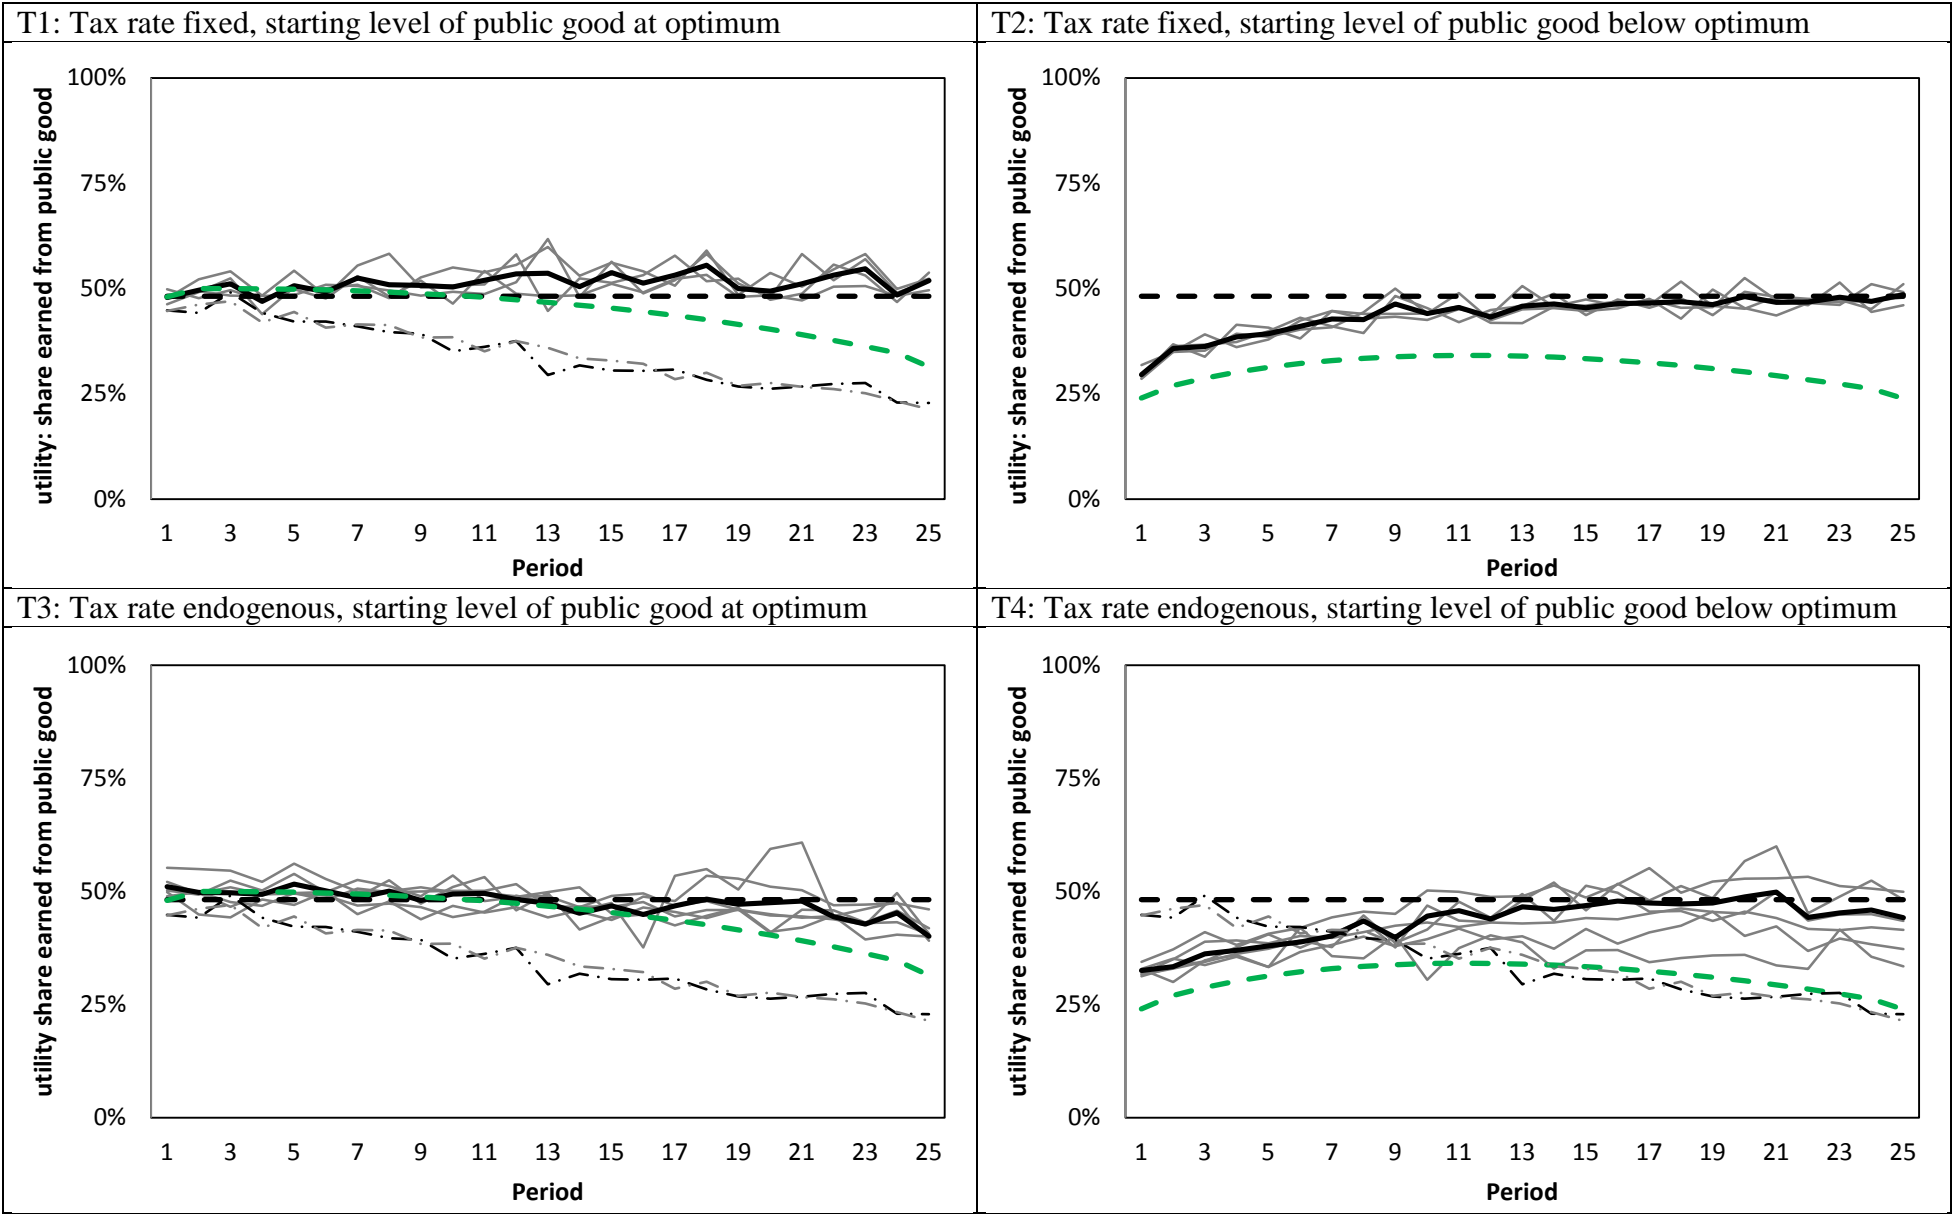 T1: Tax rate fixed, starting level of public good at optimum
utility: share earned from public good
100%
75%
50%
25%
0%
1 3 5 7 9 11 13 15 17 19 21 23 25
Period
T2: Tax rate fixed, starting level of public good below optimum
utility: share earned from public good
100%
75%
50%
25%
0%
1 3 5 7 9 11 13 15 17 19 21 23 25
Period
T3: Tax rate endogenous, starting level of public good at optimum
utility share earned from public good
100%
75%
50%
25%
0%
1 3 5 7 9 11 13 15 17 19 21 23 25
Period
T4: Tax rate endogenous, starting level of public good below optimum
utility share earned from public good
100%
75%
50%
25%
0%
1 3 5 7 9 11 13 15 17 19 21 23 25
Period